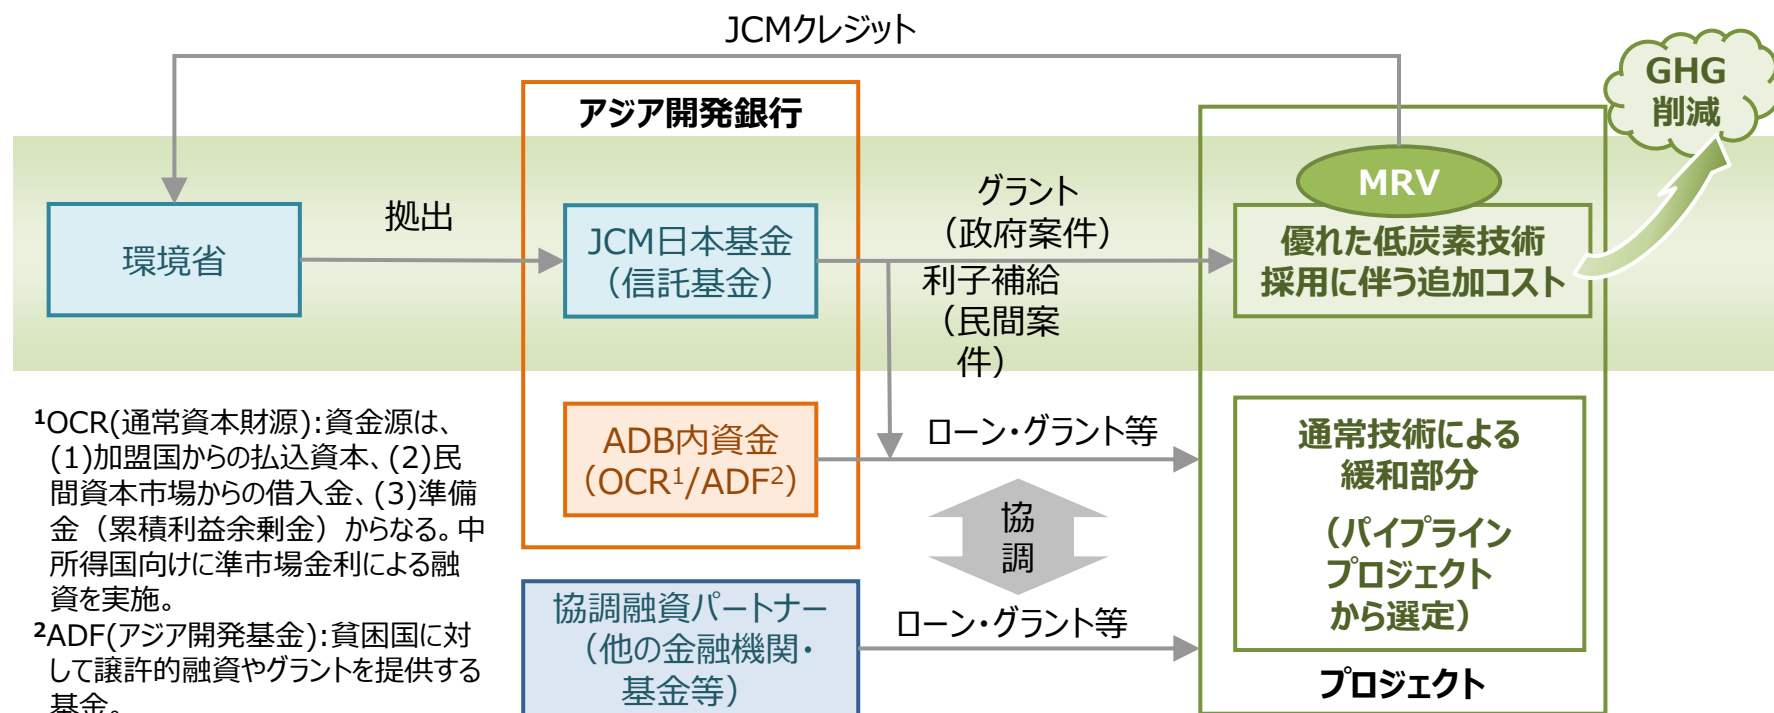 JCMクレジット
GHG
削減
アジア開発銀行
MRV
グラント
（政府案件）
拠出
環境省
JCM日本基金
（信託基金）
優れた低炭素技術
採用に伴う追加コスト
利子補給
（民間案
件）
¹OCR(通常資本財源):資金源は、
(1)加盟国からの払込資本、(2)民
間資本市場からの借入金、(3)準備
金（累積利益余剰金）からなる。中
所得国向けに準市場金利による融
資を実施。
²ADF(アジア開発基金):貧困国に対
して譲許的融資やグラントを提供する
基金。
ADB内資金
（OCR¹/ADF²）
ローン・グラント等
通常技術による
緩和部分
（パイプライン
プロジェクト
から選定）
協
調
協調融資パートナー
（他の金融機関・
基金等）
ローン・グラント等
プロジェクト